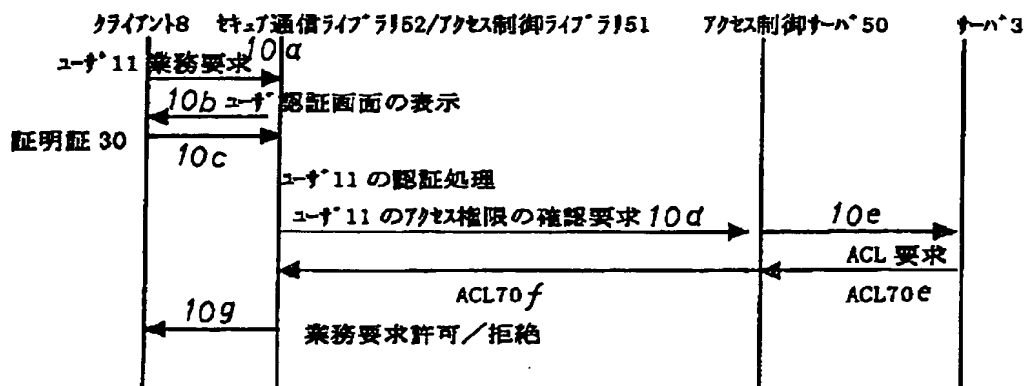 クライアント8 セキュア通信ライブラリ52/アクセス制御ライブラリ51 アクセス制御サーバ50 サーバ3
ユーザ11 業務要求 10a
10b ユーザ認証画面の表示
証明証 30
10c
ユーザ11 の認証処理
ユーザ11 のアクセス権限の確認要求 10d 10e
ACL 要求
ACL70f ACL70e
10g
業務要求許可/拒絶